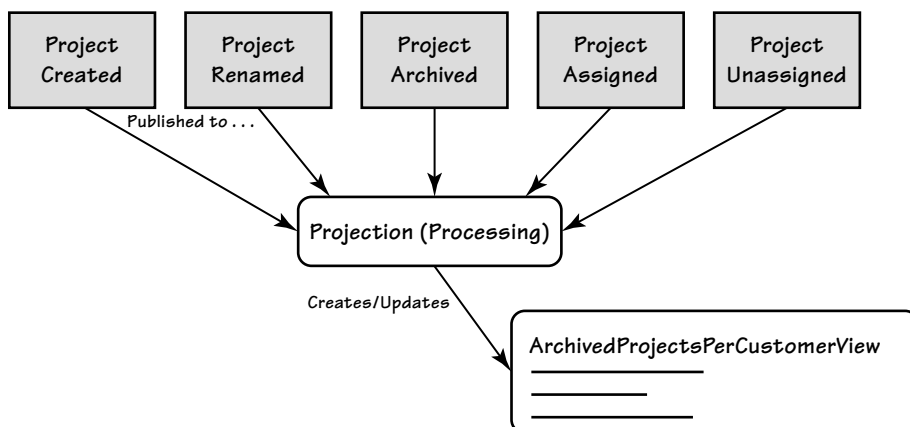 Project
Created
Project
Renamed
Project
Archived
Project
Assigned
Project
Unassigned
Published to . . .
Projection (Processing)
Creates/Updates
ArchivedProjectsPerCustomerView